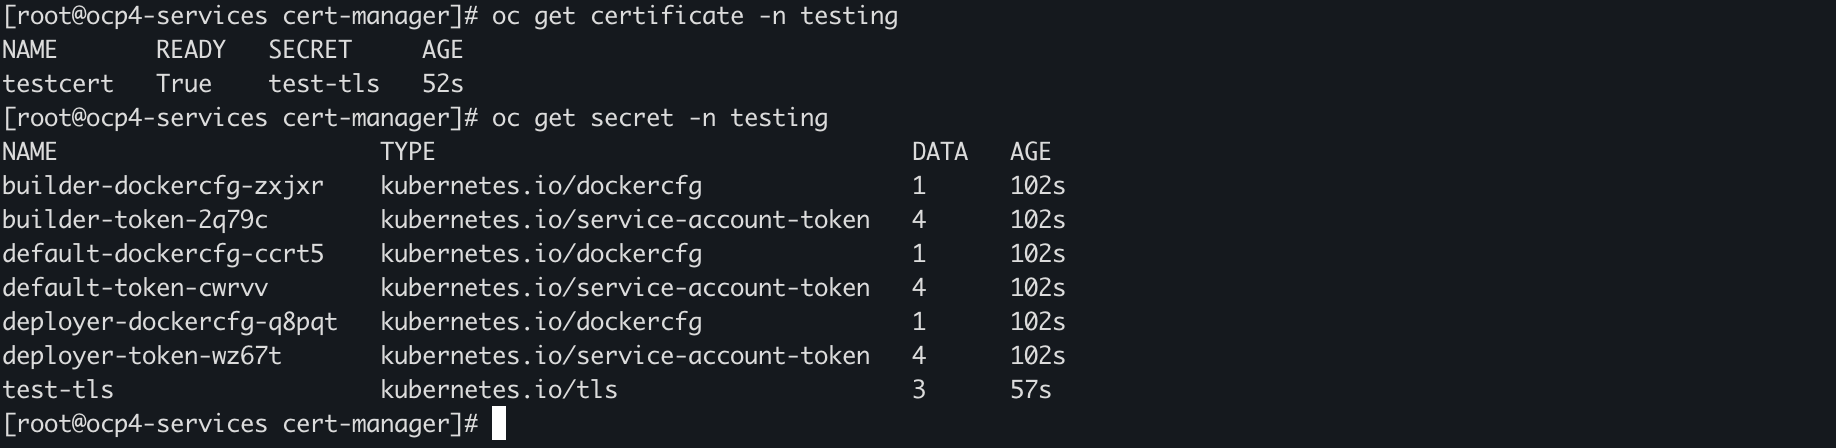 [root@ocp4-services cert-manager]# oc get certificate -n testing
NAME       READY   SECRET     AGE
testcert   True    test-tls   52s
[root@ocp4-services cert-manager]# oc get secret -n testing
NAME                       TYPE                                  DATA   AGE
builder-dockercfg-zxjxr    kubernetes.io/dockercfg               1      102s
builder-token-2q79c        kubernetes.io/service-account-token   4      102s
default-dockercfg-ccrt5    kubernetes.io/dockercfg               1      102s
default-token-cwrvv        kubernetes.io/service-account-token   4      102s
deployer-dockercfg-q8pqt   kubernetes.io/dockercfg               1      102s
deployer-token-wz67t       kubernetes.io/service-account-token   4      102s
test-tls                   kubernetes.io/tls                     3      57s
[root@ocp4-services cert-manager]#